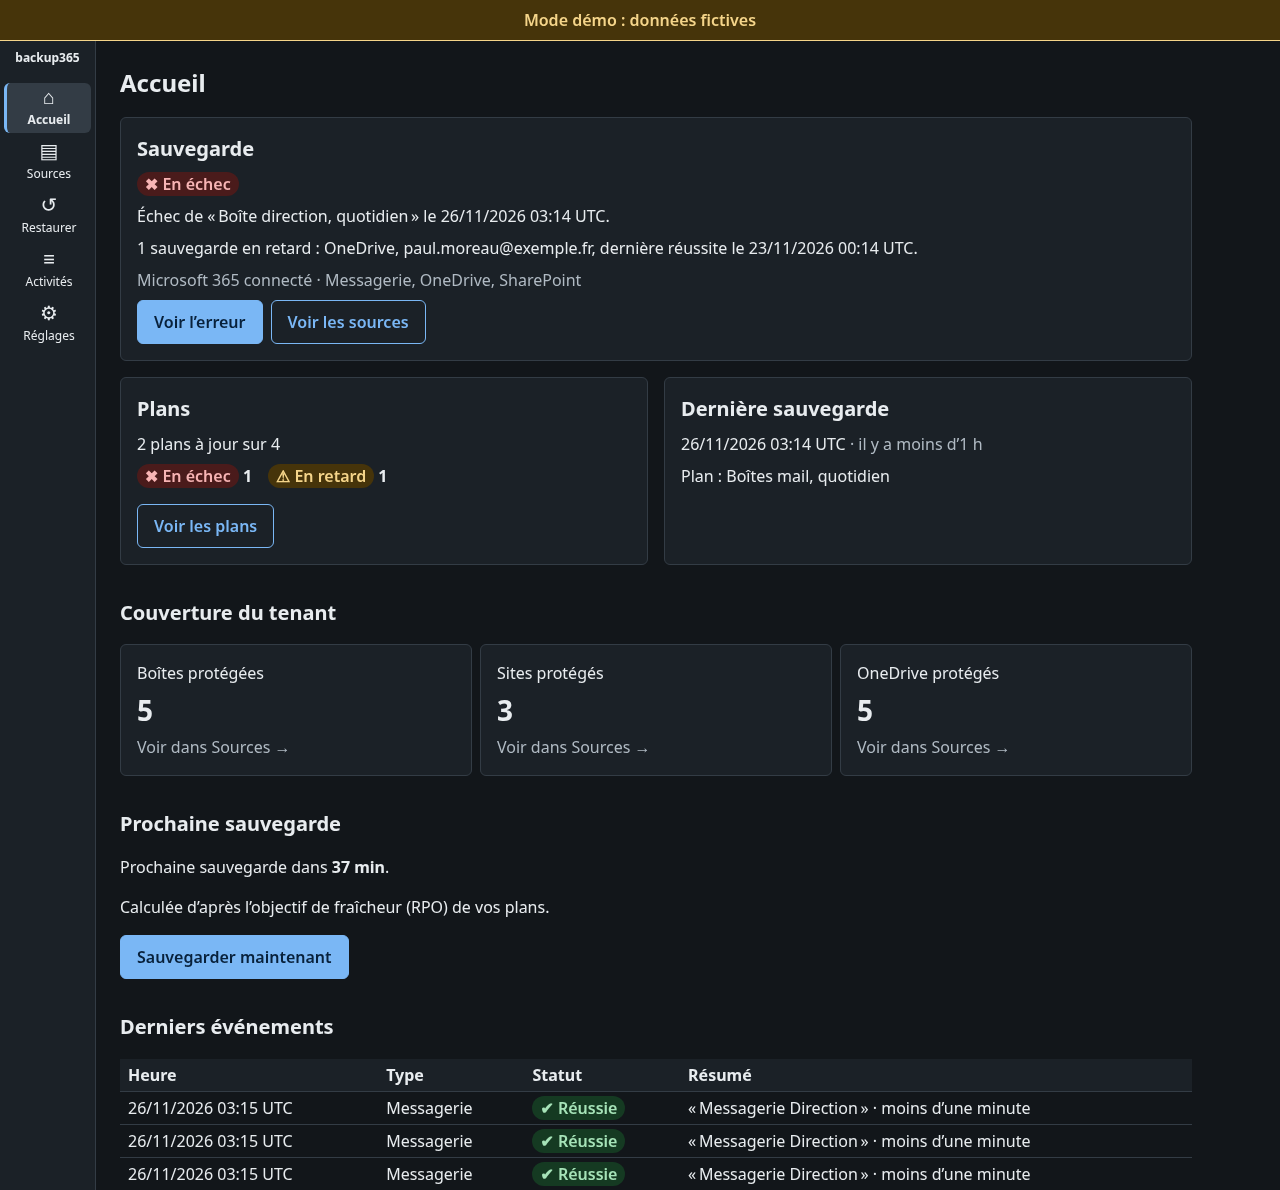 Mode démo : données fictives
backup365
Accueil
Sources
Restaurer
Activités
Réglages
Accueil
Sauvegarde
✖ En échec
Échec de « Boîte direction, quotidien » le 26/11/2026 03:14 UTC.
1 sauvegarde en retard : OneDrive, paul.moreau@exemple.fr, dernière réussite le 23/11/2026 00:14 UTC.
Microsoft 365 connecté · Messagerie, OneDrive, SharePoint
Voir l’erreur
Voir les sources
Plans
2 plans à jour sur 4
✖ En échec 1 ⚠ En retard 1
Voir les plans
Dernière sauvegarde
26/11/2026 03:14 UTC · il y a moins d’1 h
Plan : Boîtes mail, quotidien
Couverture du tenant
Boîtes protégées
5
Voir dans Sources →
Sites protégés
3
Voir dans Sources →
OneDrive protégés
5
Voir dans Sources →
Prochaine sauvegarde
Prochaine sauvegarde dans 37 min.
Calculée d’après l’objectif de fraîcheur (RPO) de vos plans.
Sauvegarder maintenant
Derniers événements
Heure Type Statut Résumé
26/11/2026 03:15 UTC Messagerie ✔ Réussie « Messagerie Direction » · moins d’une minute
26/11/2026 03:15 UTC Messagerie ✔ Réussie « Messagerie Direction » · moins d’une minute
26/11/2026 03:15 UTC Messagerie ✔ Réussie « Messagerie Direction » · moins d’une minute